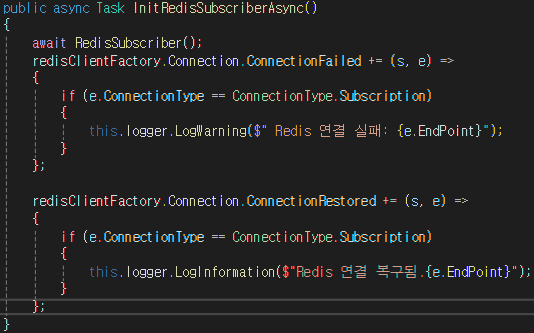 public async Task InitRedisSubscriberAsync()
{
await RedisSubscriber();
redisClientFactory.Connection.ConnectionFailed += (s, e) =>
{
if (e.ConnectionType == ConnectionType.Subscription)
{
this.logger.LogWarning($" Redis 연결 실패: {e.EndPoint}");
}
};
redisClientFactory.Connection.ConnectionRestored += (s, e) =>
{
if (e.ConnectionType == ConnectionType.Subscription)
{
this.logger.LogInformation($"Redis 연결 복구됨.{e.EndPoint}");
}
};
}